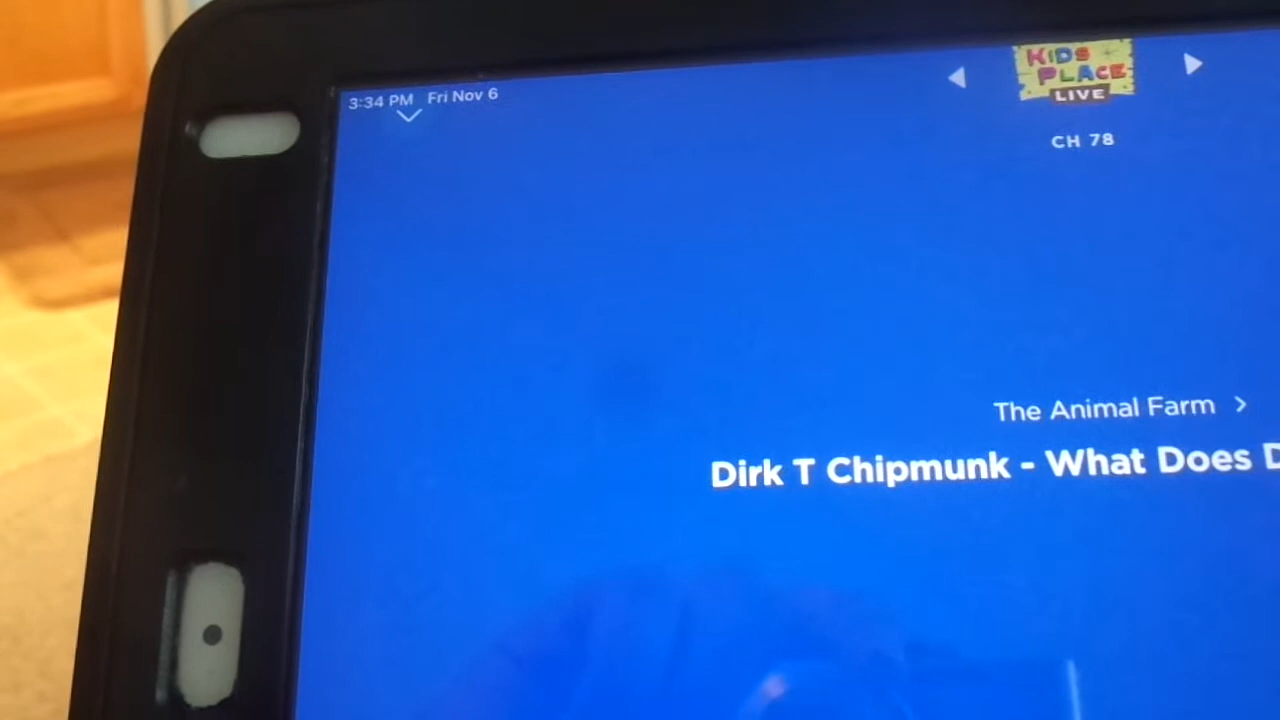 3:34 PM Fri Nov 6
KIDS
PLACE
LIVE
CH 78
The Animal Farm >
Dirk T Chipmunk - What Does